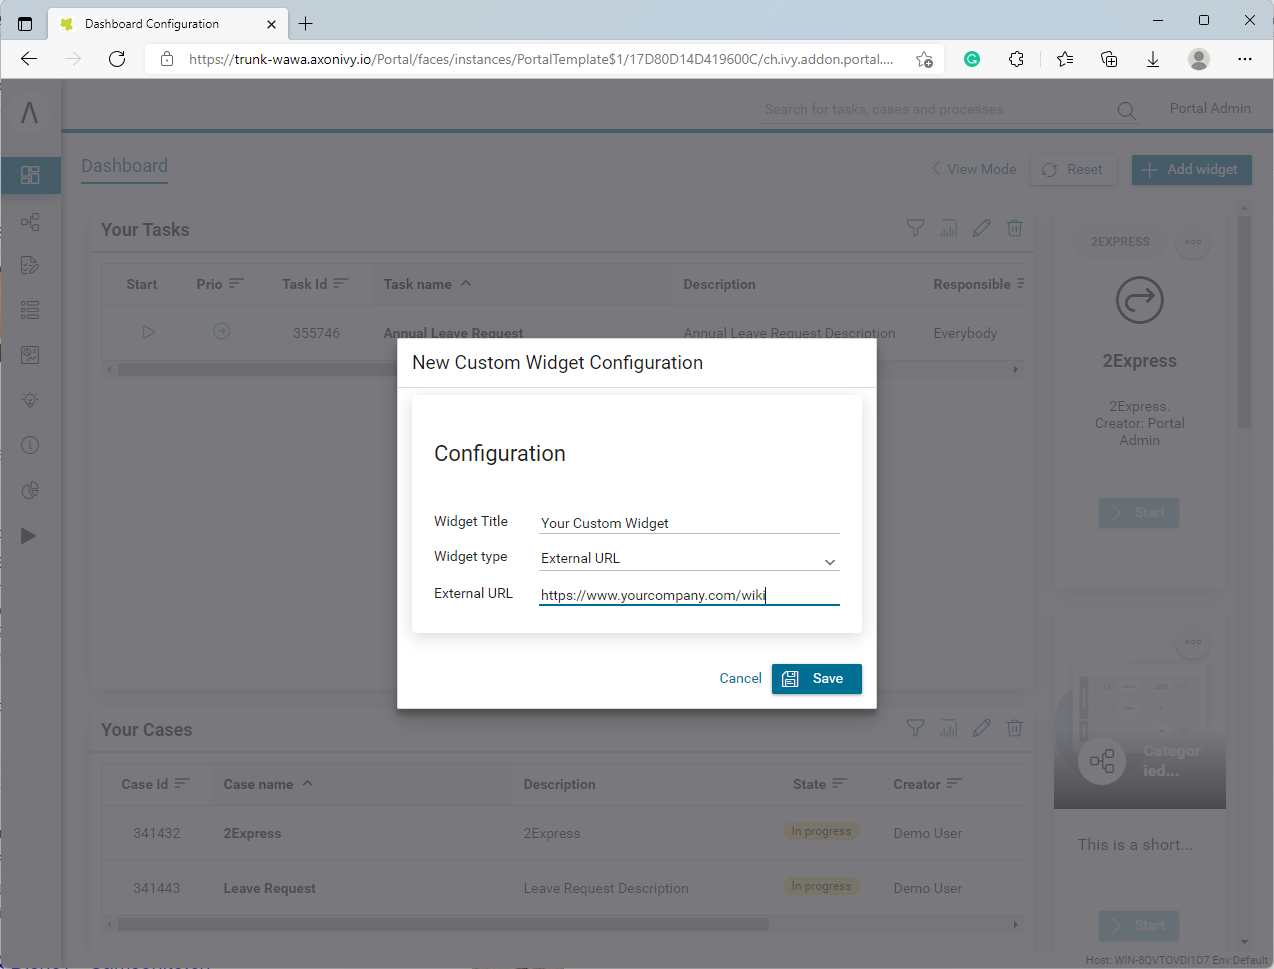 Dashboard Configuration
https://trunk-wawa.axonivy.io/Portal/faces/instances/PortalTemplate$1/17D80D14D419600C/ch.ivy.addon.portal....
Search for tasks, cases and processes
Portal Admin
Dashboard
View Mode
Reset
Add widget
Your Tasks
Start Prio Task Id Task name Description Responsible
355746 Annual Leave Request Annual Leave Request Description Everybody
2EXPRESS
2Express
2Express.
Creator: Portal
Admin
Start
New Custom Widget Configuration
Configuration
Widget Title Your Custom Widget
Widget type External URL
External URL https://www.yourcompany.com/wiki
Cancel
Save
Your Cases
Case Id Case name Description State Creator
341432 2Express 2Express In progress Demo User
341443 Leave Request Leave Request Description In progress Demo User
Categor
ied...
This is a short...
Start
Host: WIN-8QVTOVDI1O7 Env:Default